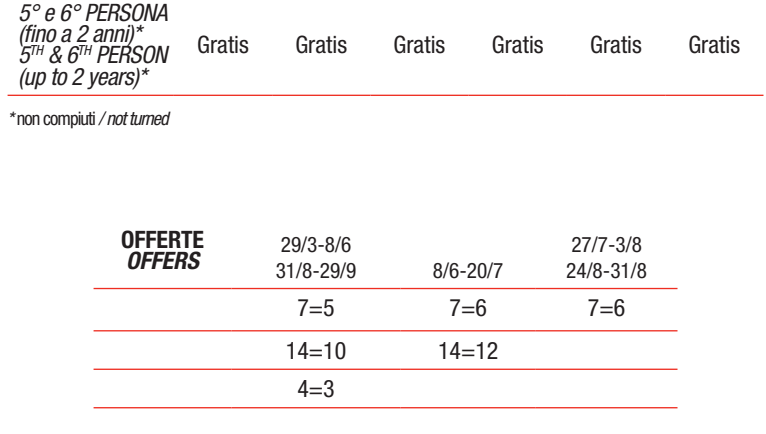 5° e 6° PERSONA
(fino a 2 anni)*
5TH & 6TH PERSON
(up to 2 years)*
Gratis Gratis Gratis Gratis Gratis Gratis
*non compiuti / not turned
OFFERTE
OFFERS
29/3-8/6 27/7-3/8
31/8-29/9 8/6-20/7 24/8-31/8
7=5 7=6 7=6
14=10 14=12
4=3